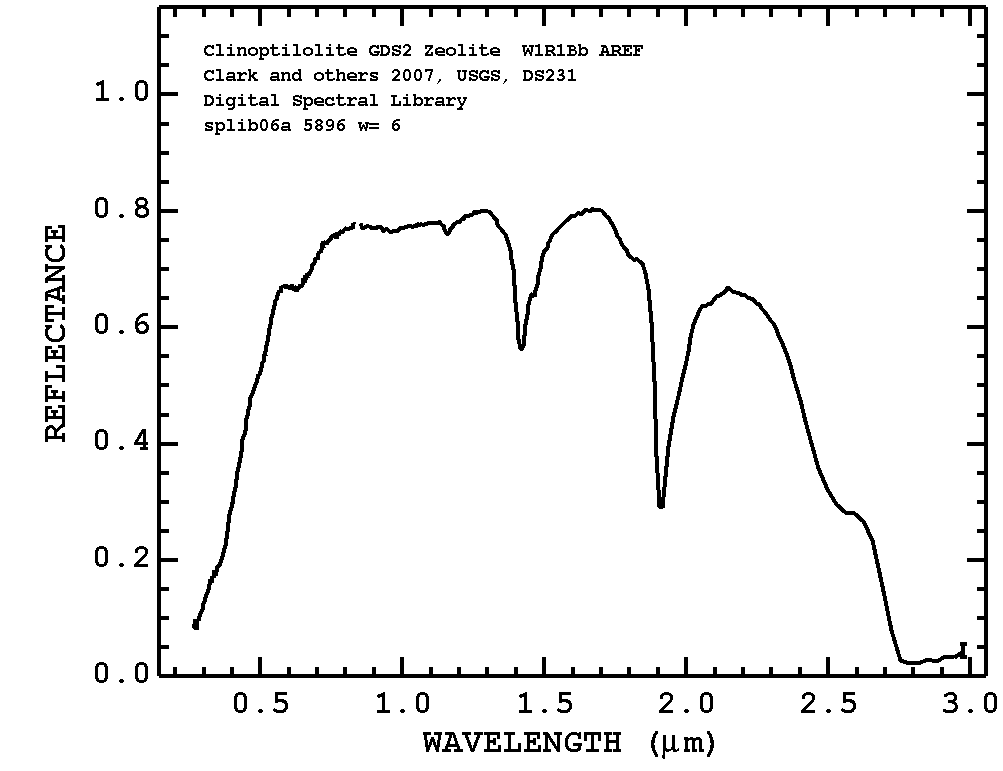 Clinoptilolite GDS2 Zeolite  W1R1Bb AREF
Clark and others 2007, USGS, DS231
Digital Spectral Library
splib06a 5896 w= 6
1.0
0.8
0.6
0.4
0.2
0.0
REFLECTANCE
0.5 1.0 1.5 2.0 2.5 3.0
WAVELENGTH (μm)